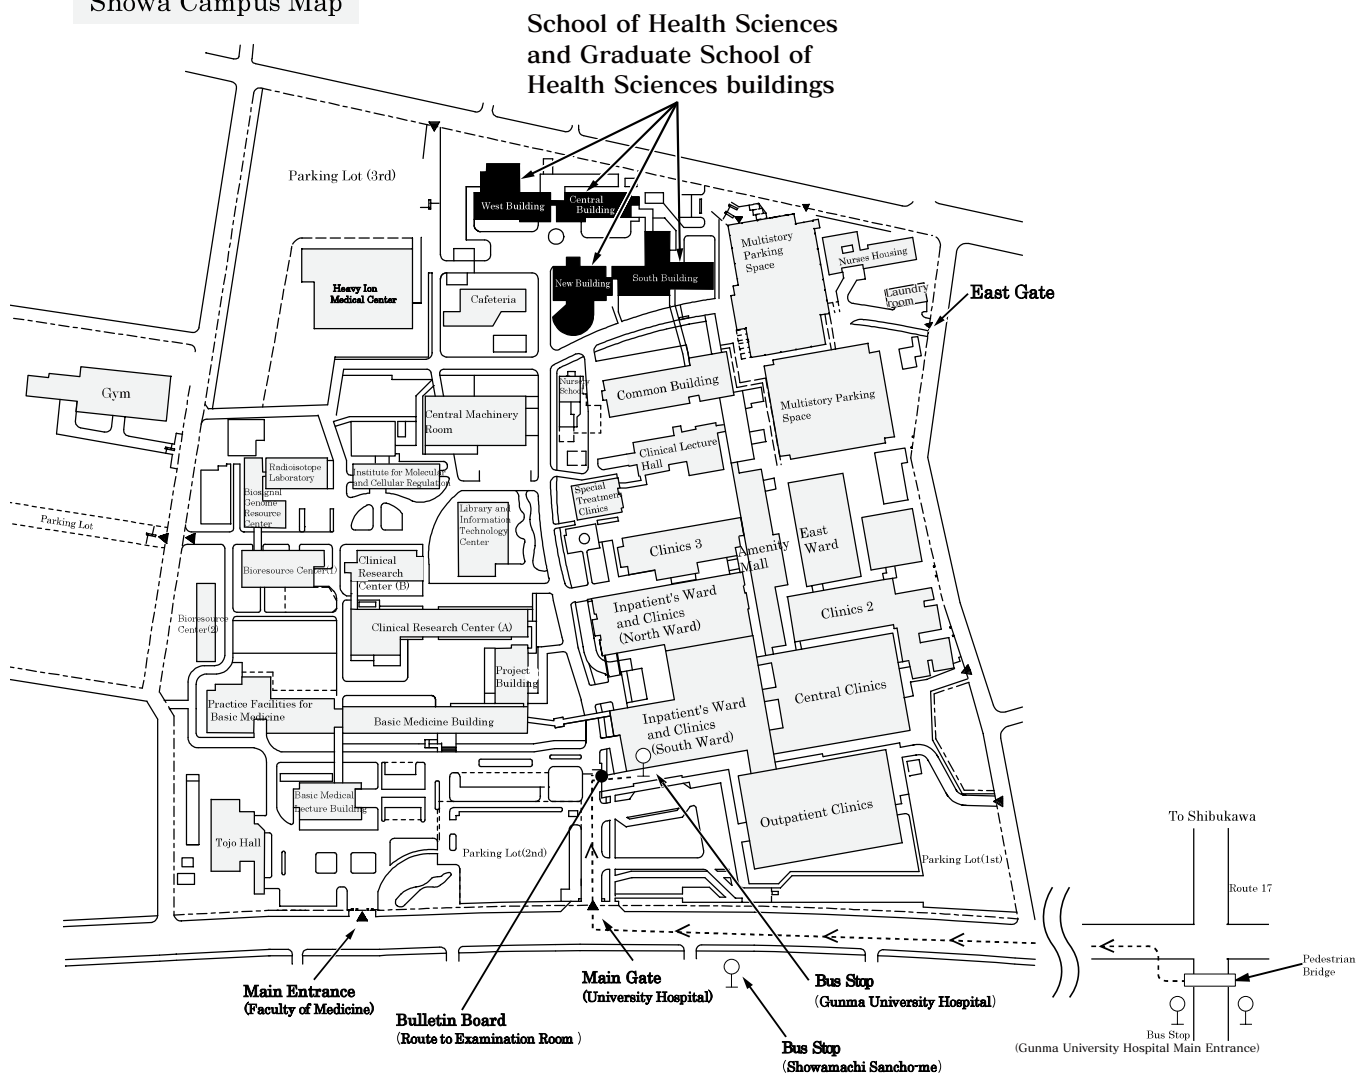 Showa Campus Map
School of Health Sciences
and Graduate School of
Health Sciences buildings
Parking Lot (3rd)
West Building
Central
Building
Multistory
Parking
Space
Nurses Housing
Heavy Ion
Medical Center
Cafeteria
New Building
South Building
Laundry
room
East Gate
Gym
Nursery
School
Common Building
Multistory Parking
Space
Central Machinery
Room
Clinical Lecture
Hall
Radioisotope
Laboratory
Institute for Molecular
and Cellular Regulation
Biosignal
Genome
Resource
Center
Special
Treatment
Clinics
Library and
Information
Technology
Center
Parking Lot
Clinics 3
Amenity
Mall
East
Ward
Bioresource Center(1)
Clinical
Research
Center (B)
Bioresource
Center(2)
Clinical Research Center (A)
Inpatient's Ward
and Clinics
(North Ward)
Clinics 2
Project
Building
Central Clinics
Practice Facilities for
Basic Medicine
Basic Medicine Building
Inpatient's Ward
and Clinics
(South Ward)
Basic Medical
Lecture Building
Outpatient Clinics
Tojo Hall
Parking Lot(2nd)
Parking Lot(1st)
To Shibukawa
Route 17
Pedestrian
Bridge
Main Entrance
(Faculty of Medicine)
Main Gate
(University Hospital)
Bus Stop
(Gunma University Hospital)
Bulletin Board
(Route to Examination Room )
Bus Stop
(Showamachi Sancho-me)
Bus Stop
(Gunma University Hospital Main Entrance)